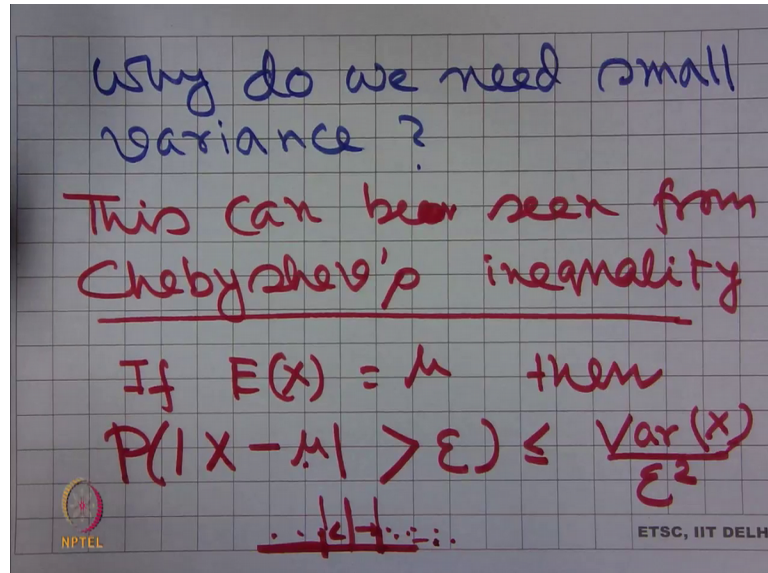 Why do we need small
variance ?
This can be seen from
Chebyshev's inequality
If E(X) = μ then
P(|X - μ| > ε) ≤ Var(X)/ε²
NPTEL
ETSC, IIT DELH